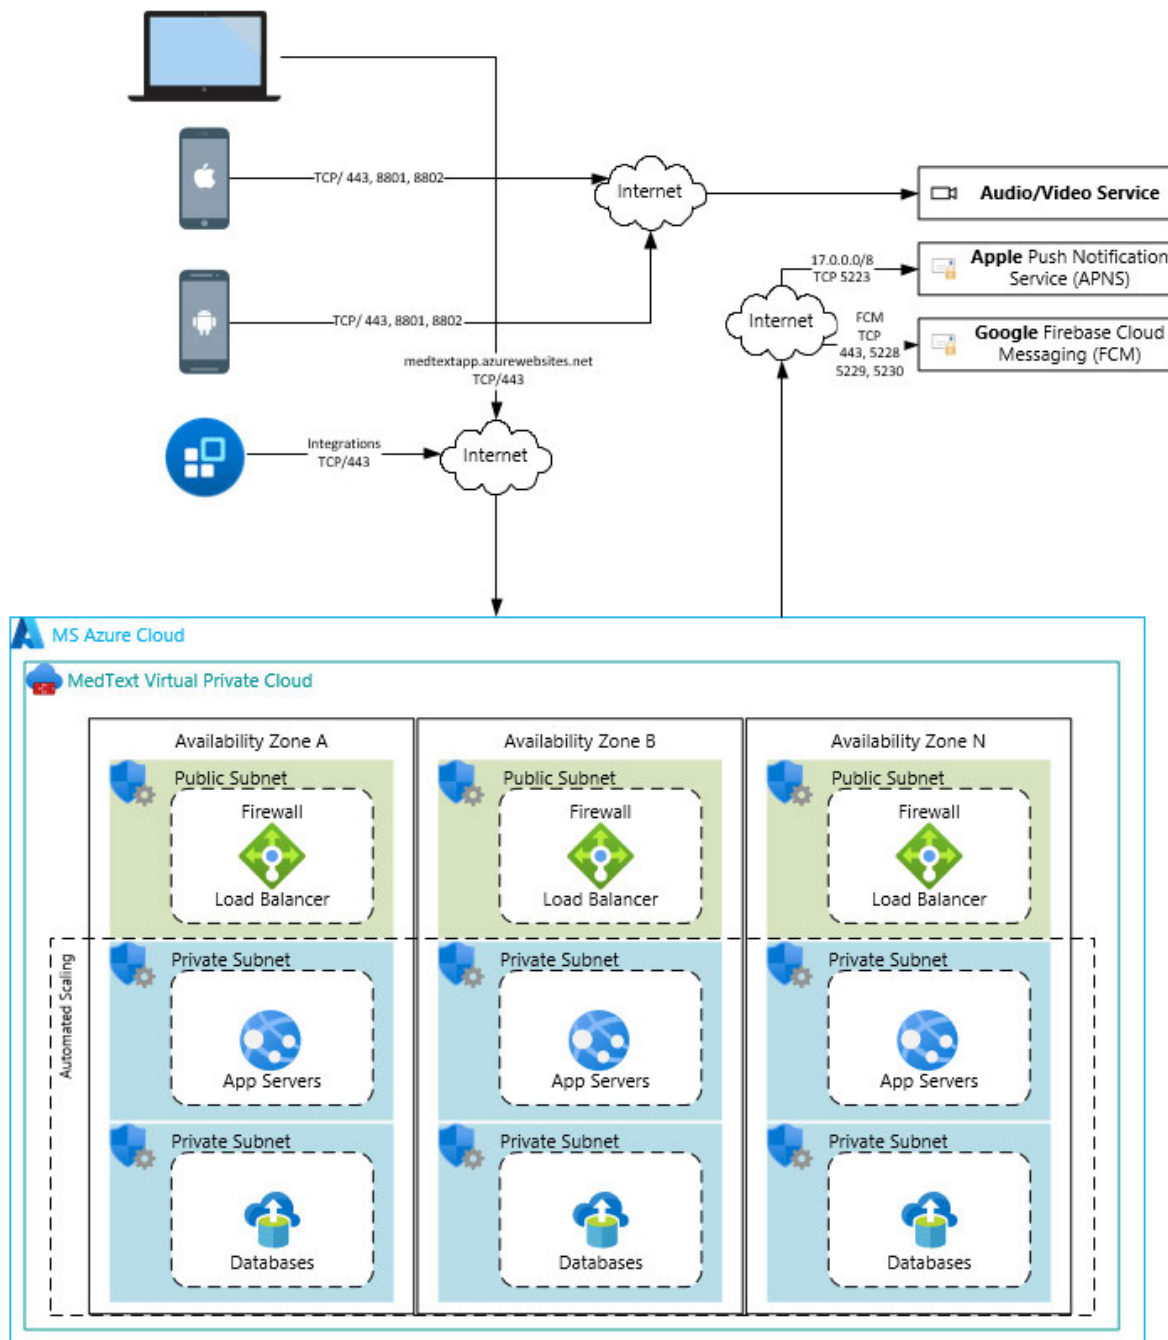 TCP/ 443, 8801, 8802
Internet
Audio/Video Service
17.0.0.0/8
TCP 5223
Apple Push Notification
Service (APNS)
Internet
FCM
TCP
443, 5228
5229, 5230
Google Firebase Cloud
Messaging (FCM)
TCP/ 443, 8801, 8802
medtextapp.azurewebsites.net
TCP/443
Integrations
TCP/443
Internet
MS Azure Cloud
MedText Virtual Private Cloud
Availability Zone A
Availability Zone B
Availability Zone N
Public Subnet
Public Subnet
Public Subnet
Firewall
Firewall
Firewall
Load Balancer
Load Balancer
Load Balancer
Automated Scaling
Private Subnet
Private Subnet
Private Subnet
App Servers
App Servers
App Servers
Private Subnet
Private Subnet
Private Subnet
Databases
Databases
Databases